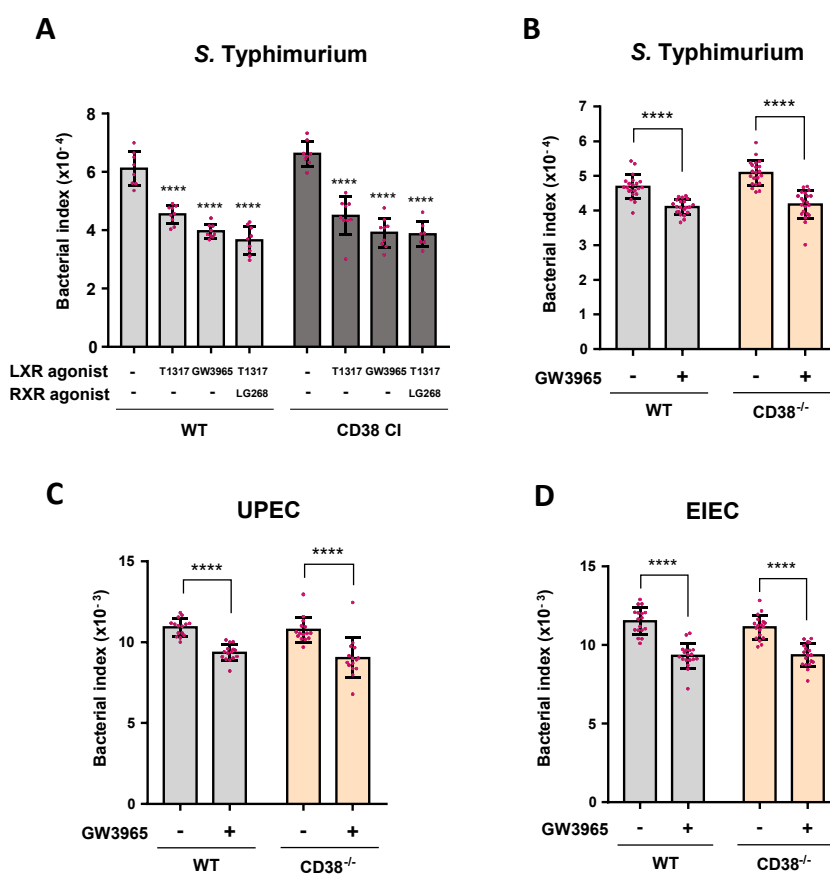 A
S. Typhimurium
Bacterial index (x10⁻⁴)
8
6
4
2
0
**** **** **** **** **** ****
LXR agonist - T1317 GW3965 T1317 - T1317 GW3965 T1317
RXR agonist - - - LG268 - - - LG268
WT CD38 CI
B
S. Typhimurium
Bacterial index (x10⁻⁴)
7
6
5
4
3
2
1
0
**** ****
GW3965 - + - +
WT CD38⁻/⁻
C
UPEC
Bacterial index (x10⁻³)
15
10
5
0
**** ****
GW3965 - + - +
WT CD38⁻/⁻
D
EIEC
Bacterial index (x10⁻³)
15
10
5
0
**** ****
GW3965 - + - +
WT CD38⁻/⁻